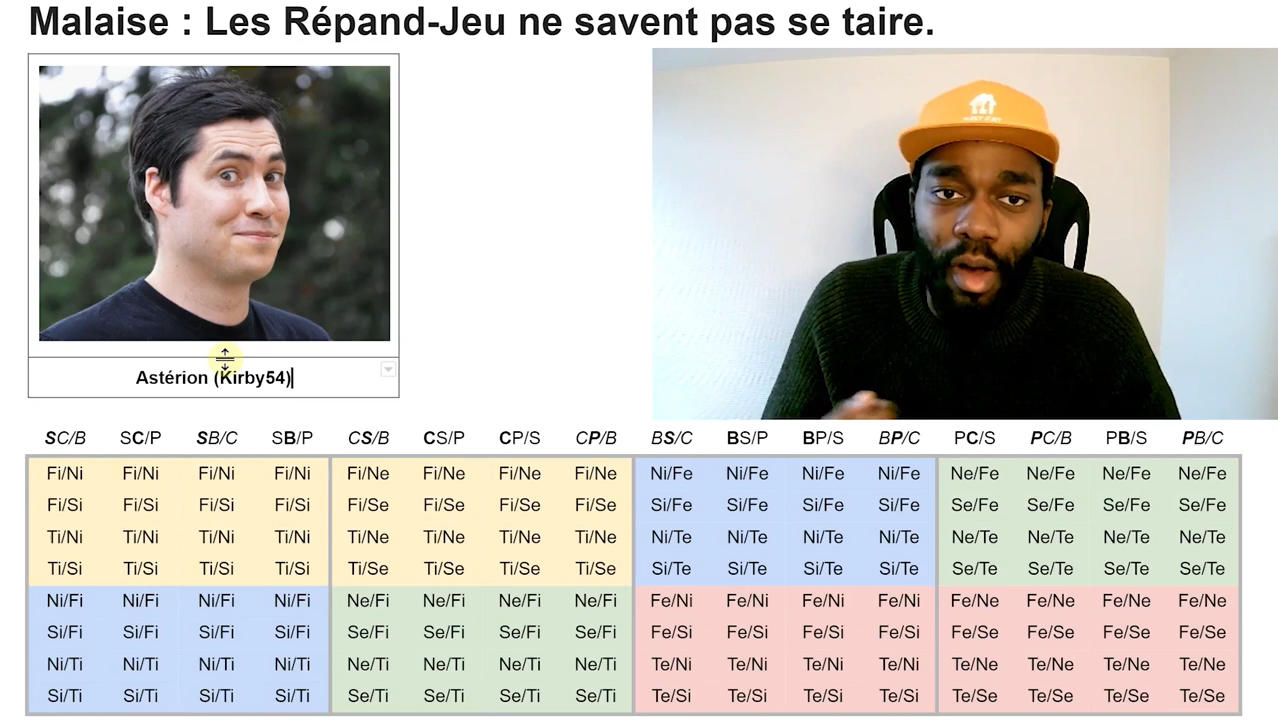 Malaise : Les Répand-Jeu ne savent pas se taire.
Astérion (Kirby54)
SC/B SC/P SB/C SB/P CS/B CS/P CP/S CP/B BS/C BS/P BP/S BP/C PC/S PC/B PB/S PB/C
Fi/Ni Fi/Ni Fi/Ni Fi/Ni Fi/Ne Fi/Ne Fi/Ne Fi/Ne Ni/Fe Ni/Fe Ni/Fe Ni/Fe Ne/Fe Ne/Fe Ne/Fe Ne/Fe
Fi/Si Fi/Si Fi/Si Fi/Si Fi/Se Fi/Se Fi/Se Fi/Se Si/Fe Si/Fe Si/Fe Si/Fe Se/Fe Se/Fe Se/Fe Se/Fe
Ti/Ni Ti/Ni Ti/Ni Ti/Ni Ti/Ne Ti/Ne Ti/Ne Ti/Ne Ni/Te Ni/Te Ni/Te Ni/Te Ne/Te Ne/Te Ne/Te Ne/Te
Ti/Si Ti/Si Ti/Si Ti/Si Ti/Se Ti/Se Ti/Se Ti/Se Si/Te Si/Te Si/Te Si/Te Se/Te Se/Te Se/Te Se/Te
Ni/Fi Ni/Fi Ni/Fi Ni/Fi Ne/Fi Ne/Fi Ne/Fi Ne/Fi Fe/Ni Fe/Ni Fe/Ni Fe/Ni Fe/Ne Fe/Ne Fe/Ne Fe/Ne
Si/Fi Si/Fi Si/Fi Si/Fi Se/Fi Se/Fi Se/Fi Se/Fi Fe/Si Fe/Si Fe/Si Fe/Si Fe/Se Fe/Se Fe/Se Fe/Se
Ni/Ti Ni/Ti Ni/Ti Ni/Ti Ne/Ti Ne/Ti Ne/Ti Ne/Ti Te/Ni Te/Ni Te/Ni Te/Ni Te/Ne Te/Ne Te/Ne Te/Ne
Si/Ti Si/Ti Si/Ti Si/Ti Se/Ti Se/Ti Se/Ti Se/Ti Te/Si Te/Si Te/Si Te/Si Te/Se Te/Se Te/Se Te/Se